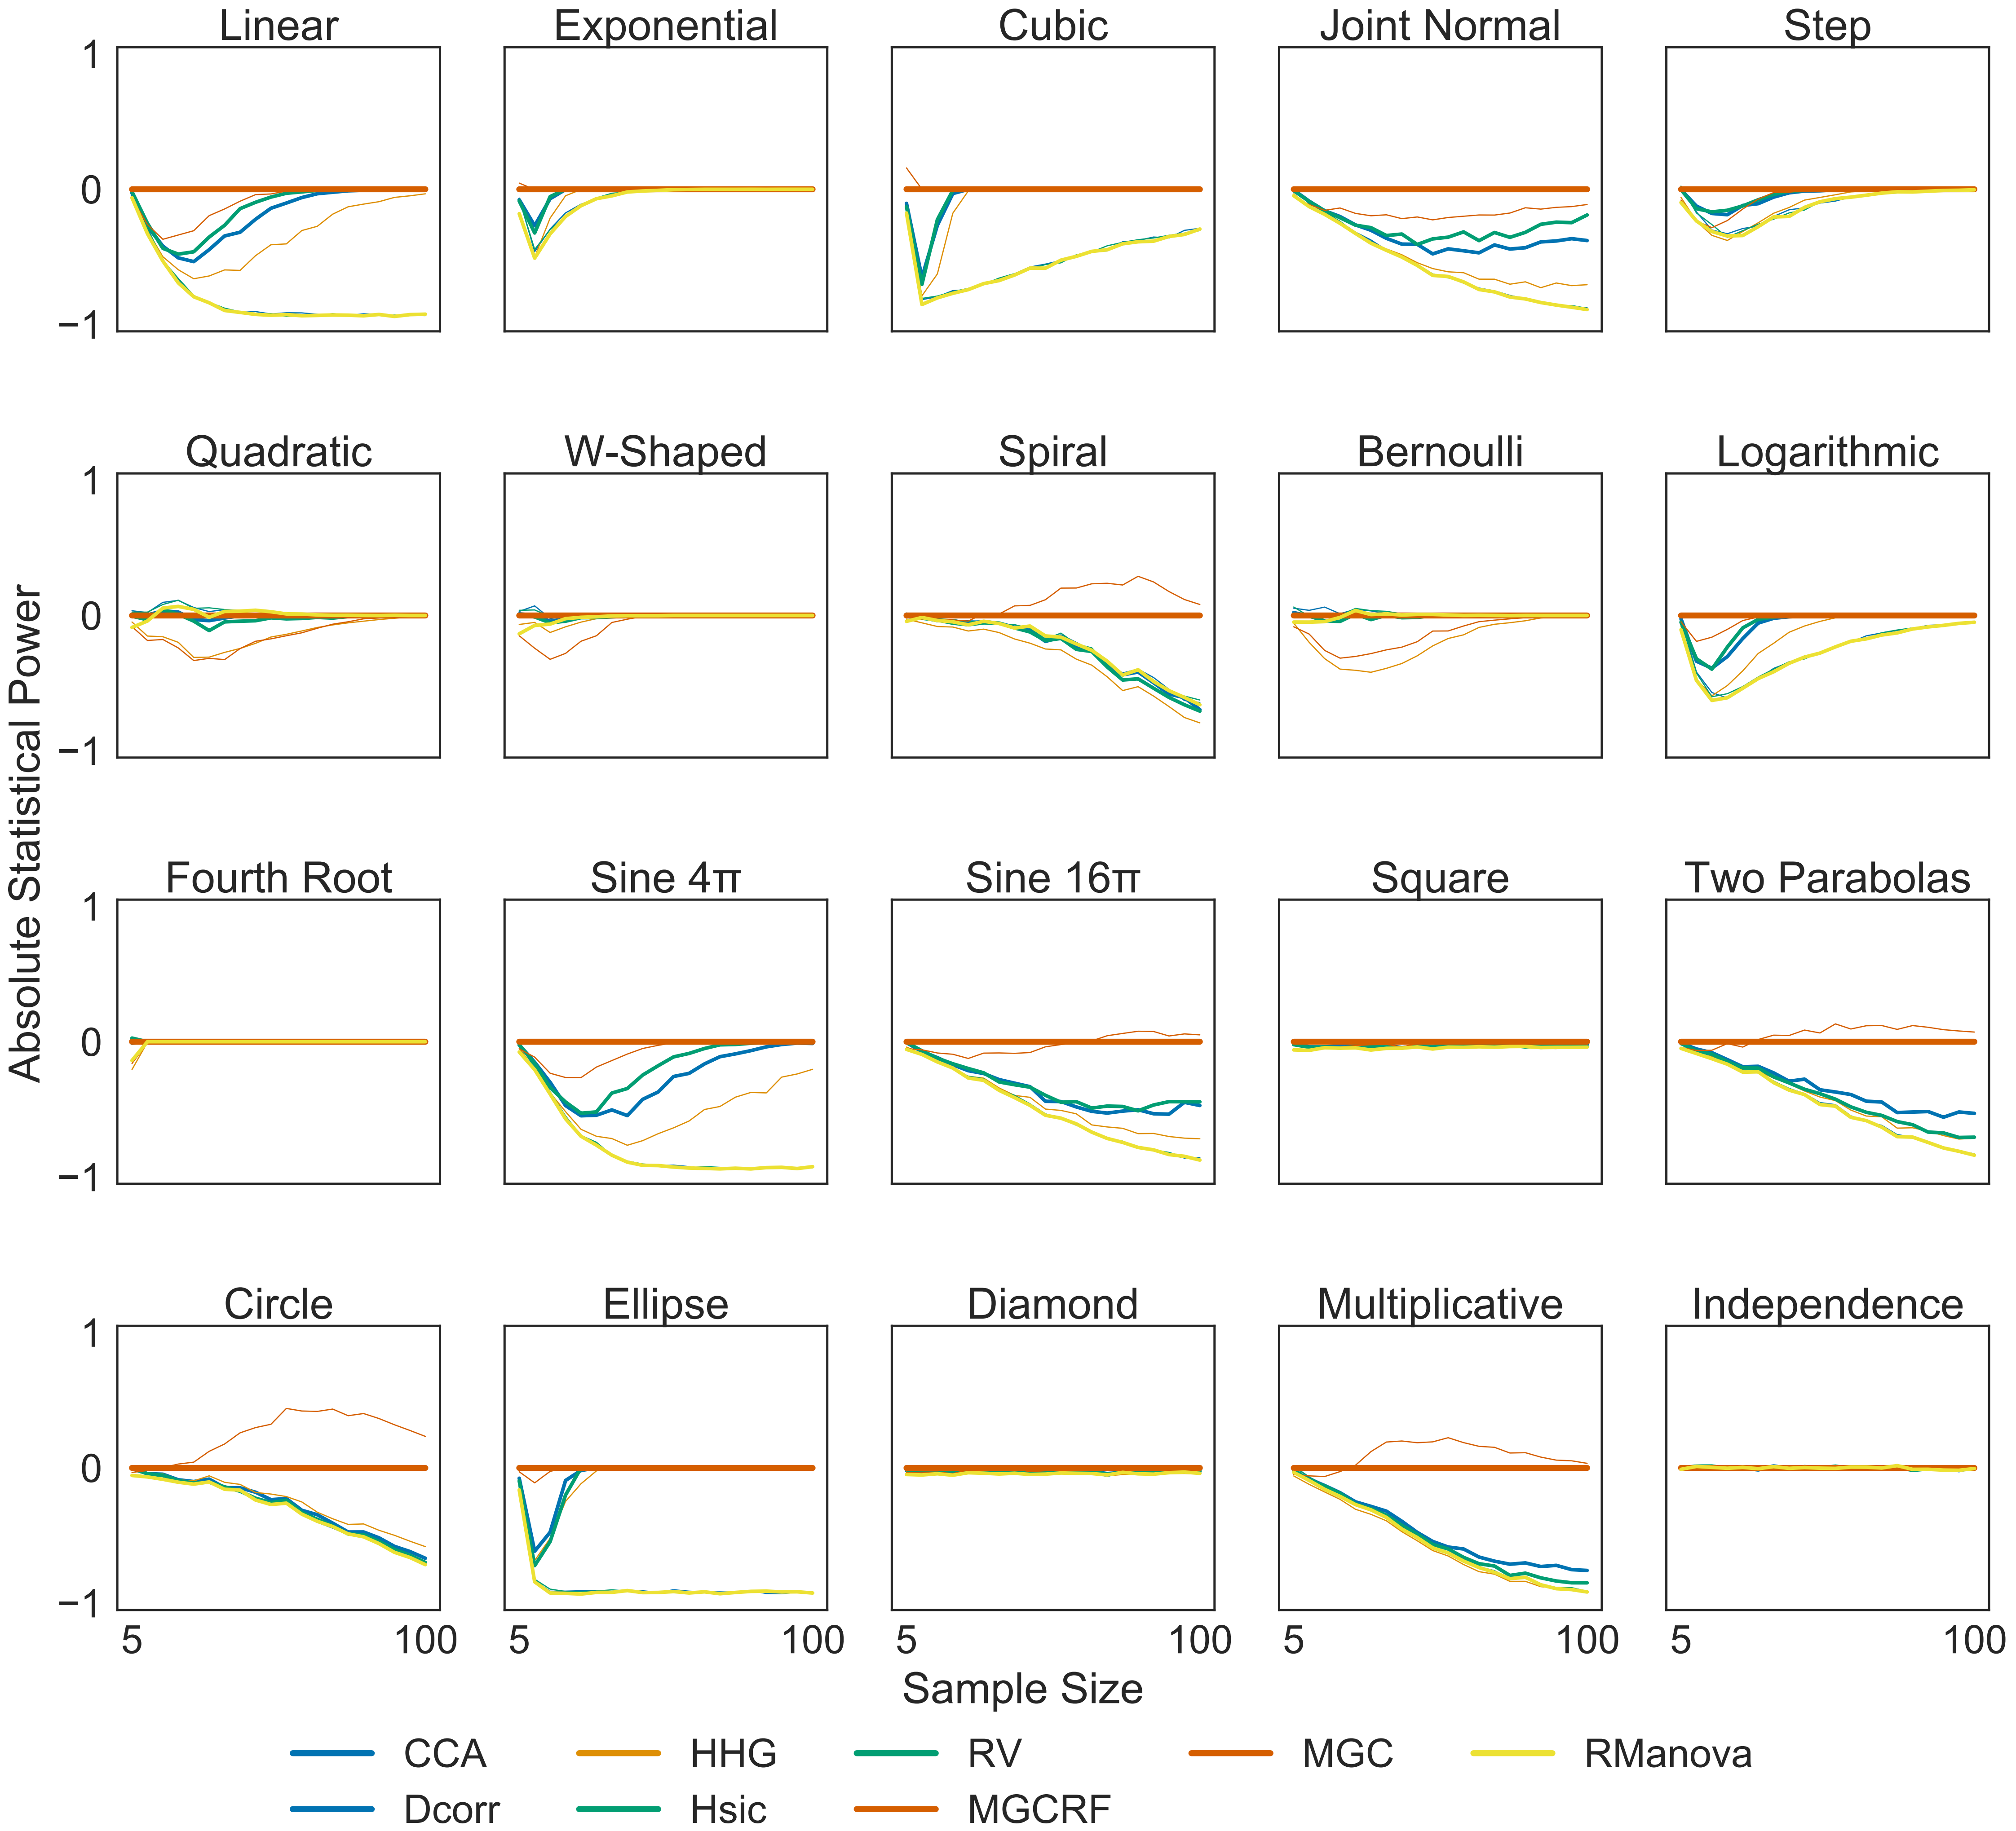 Linear Exponential Cubic Joint Normal Step
1
0
−1
Quadratic W-Shaped Spiral Bernoulli Logarithmic
1
0
−1
Absolute Statistical Power
Fourth Root Sine 4π Sine 16π Square Two Parabolas
1
0
−1
Circle Ellipse Diamond Multiplicative Independence
1
0
−1
5 100 5 100 5 100 5 100 5 100
Sample Size
CCA HHG RV MGC RManova
Dcorr Hsic MGCRF